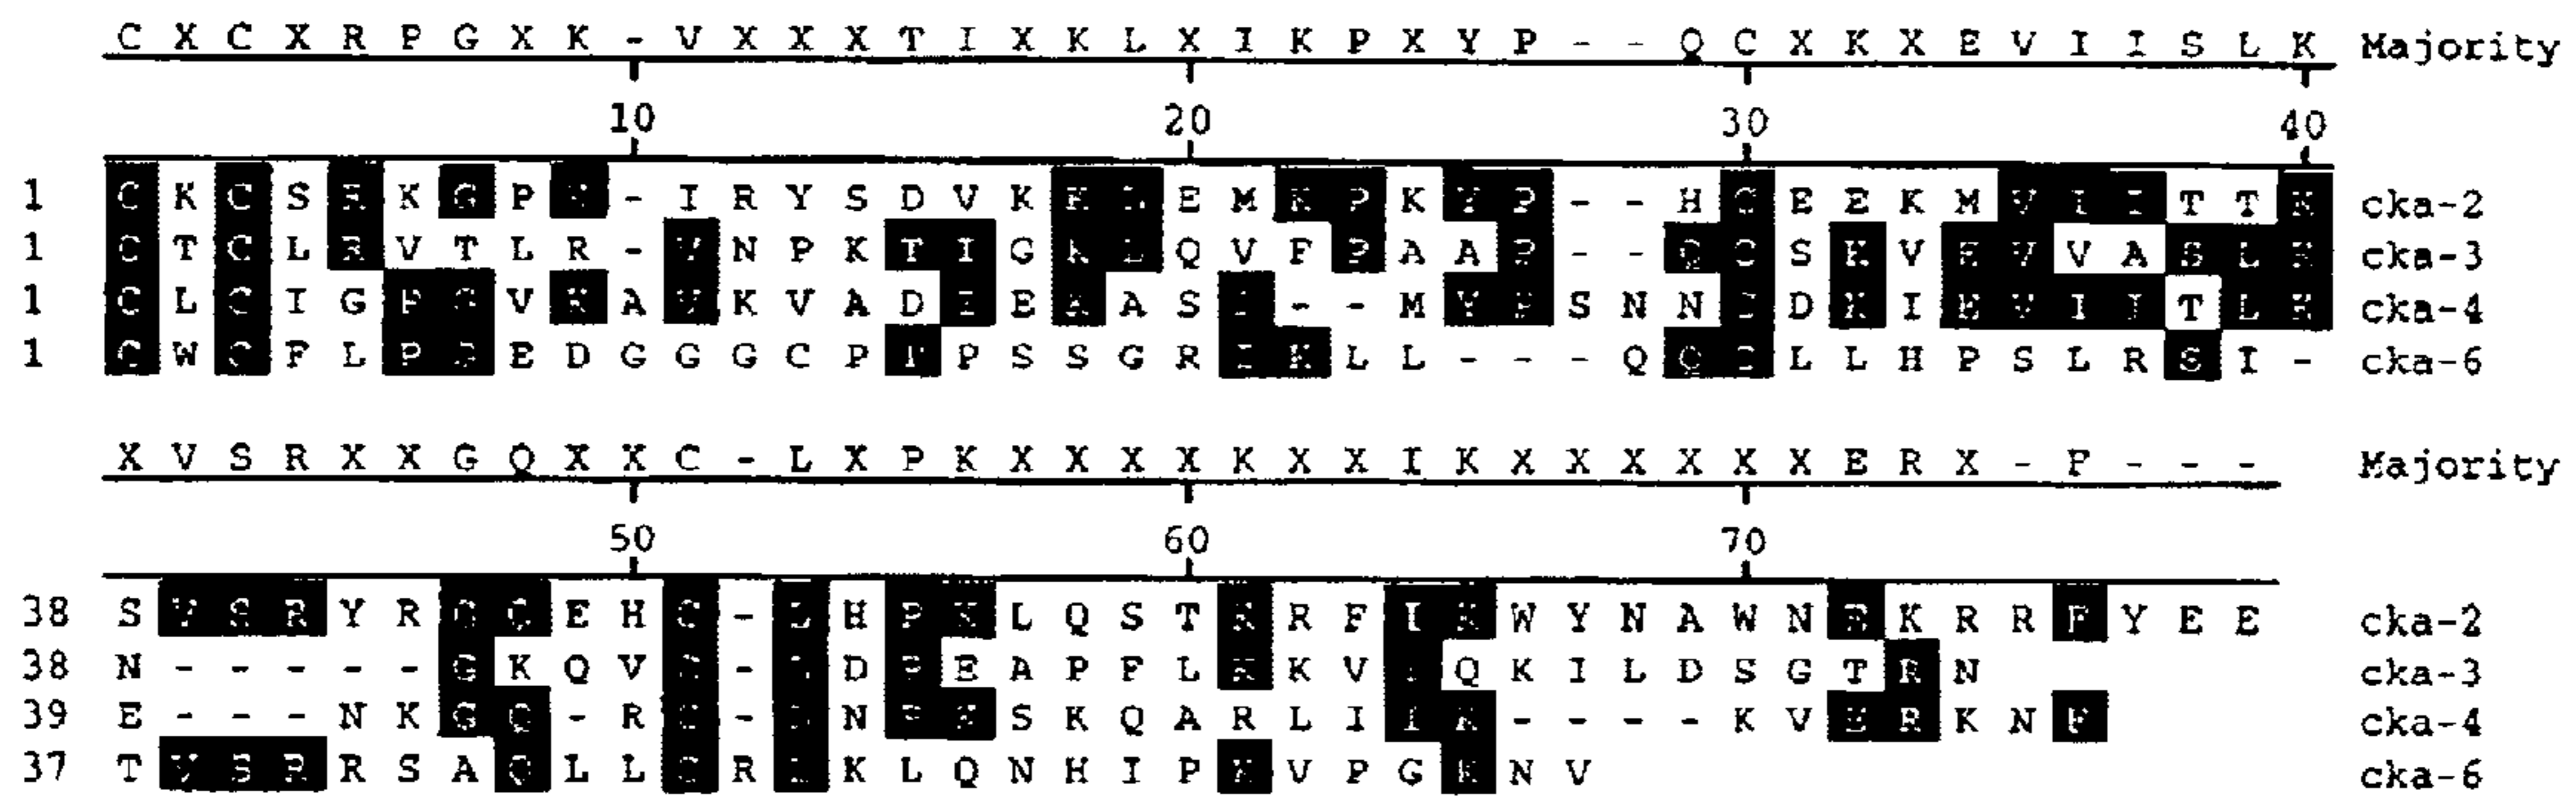 C X C X R P G X K - V X X X T I X K L X I K P X Y P - - Q C X K X E V I I S L K Majority
10 20 30 40
1 C K C S R K G P K - I R Y S D V K K L E M K P K Y P - - H C E E K M V I I T T K cka-2
1 C T C L R V T L R - V N P K T I G K L Q V F P A A P - - Q C S K V E V V A S L K cka-3
1 C L C I G P G V K A V K V A D I E K A S I - - M Y P S N N C D K I E V I I T L K cka-4
1 C W C F L P G E D G G G C P T P S S G R I K L L - - - Q Q C L L H P S L R S I - cka-6
X V S R X X G Q X X C - L X P K X X X X K X X I K X X X X X X E R X - F - - - Majority
50 60 70
38 S V S R Y R G Q E H C - L H P K L Q S T K R F I K W Y N A W N E K R R F Y E E cka-2
38 N - - - - - G K Q V C - L D P E A P F L K K V I Q K I L D S G T R N cka-3
39 E - - - N K G Q - R C - L N P K S K Q A R L I I K - - - - K V E R K N F cka-4
37 T V S R R S A Q L L C R L K L Q N H I P K V P G K N V cka-6